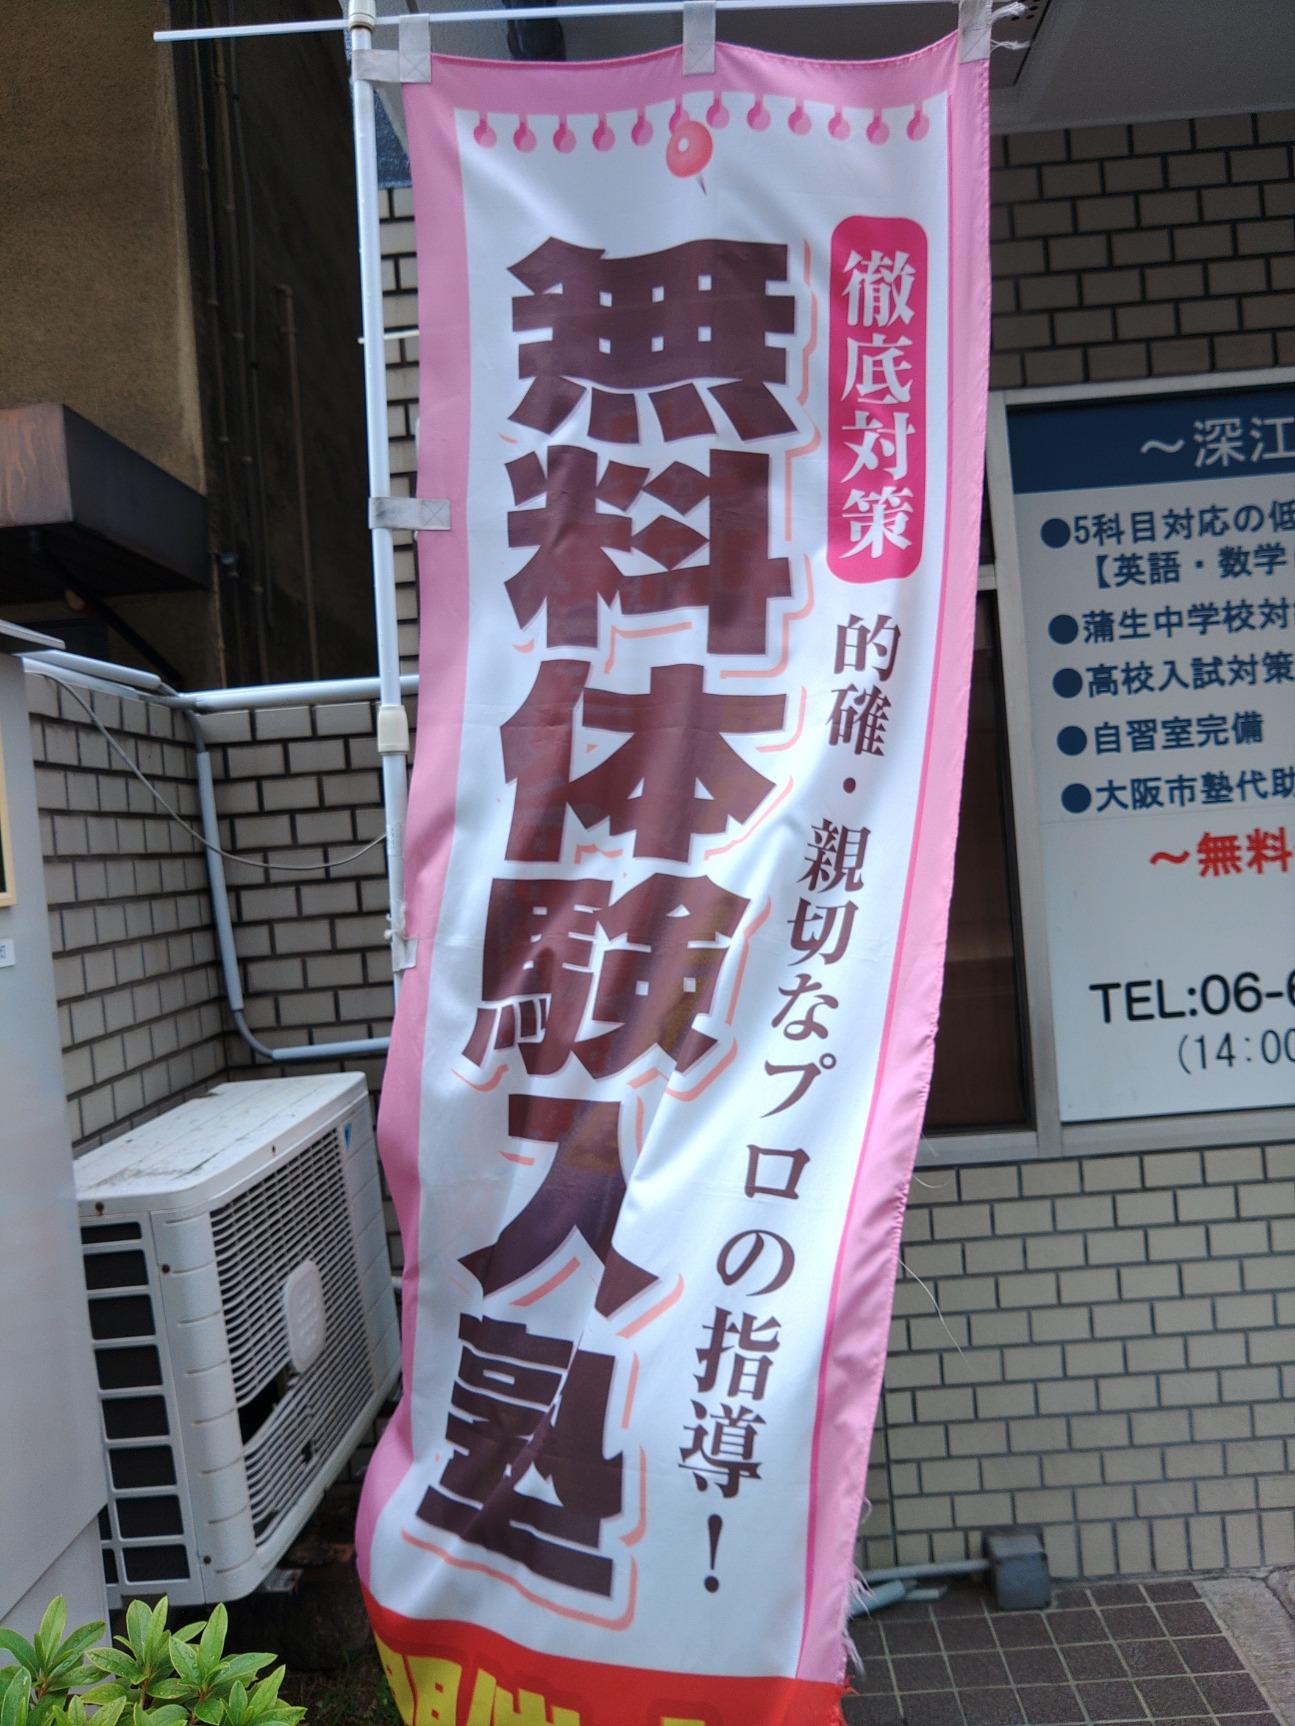 徹底対策
的確・親切なプロの指導！
無料体験入塾
開催
～深江
●5科目対応の低
【英語・数学
●蒲生中学校対
●高校入試対策
●自習室完備
●大阪市塾代助
～無料
TEL:06-6
(14:00